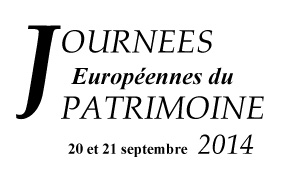 JOURNEES
Européennes du
PATRIMOINE
20 et 21 septembre 2014